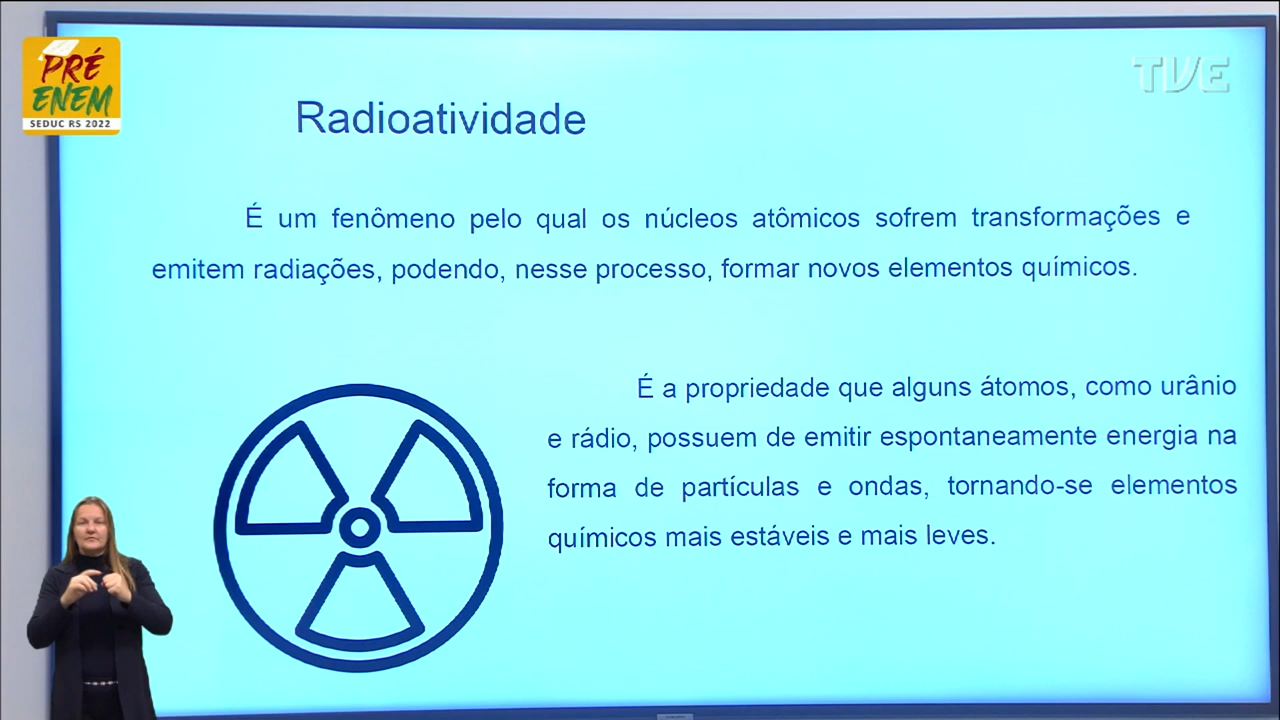 PRÉ
ENEM
SEDUC RS 2022
TVE
Radioatividade
É um fenômeno pelo qual os núcleos atômicos sofrem transformações e
emitem radiações, podendo, nesse processo, formar novos elementos químicos.
É a propriedade que alguns átomos, como urânio
e rádio, possuem de emitir espontaneamente energia na
forma de partículas e ondas, tornando-se elementos
químicos mais estáveis e mais leves.